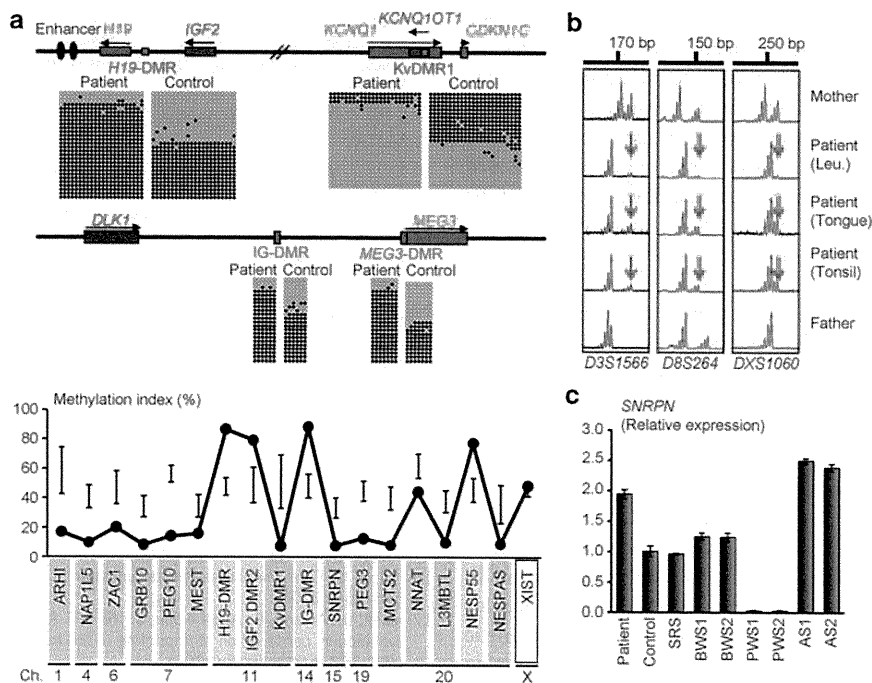 a
Enhancer H19 IGF2 KCNQ1 KCNQ1OT1 CDKN1C
H19-DMR KvDMR1
Patient Control Patient Control
DLK1 MEG3
IG-DMR MEG3-DMR
Patient Control Patient Control
Methylation index (%)
100
80
60
40
20
0
ARHI
NAP1L5
ZAC1
GRB10
PEG10
MEST
H19-DMR
IGF2 DMR2
KvDMR1
IG-DMR
SNRPN
PEG3
MCTS2
NNAT
L3MBTL
NESP55
NESPAS
XIST
Ch. 1 4 6 7 11 14 15 19 20 X
b
170 bp 150 bp 250 bp
Mother
Patient
(Leu.)
Patient
(Tongue)
Patient
(Tonsil)
Father
D3S1566 D8S264 DXS1060
c
SNRPN
(Relative expression)
3.0
2.5
2.0
1.5
1.0
0.5
0.0
Patient
Control
SRS
BWS1
BWS2
PWS1
PWS2
AS1
AS2